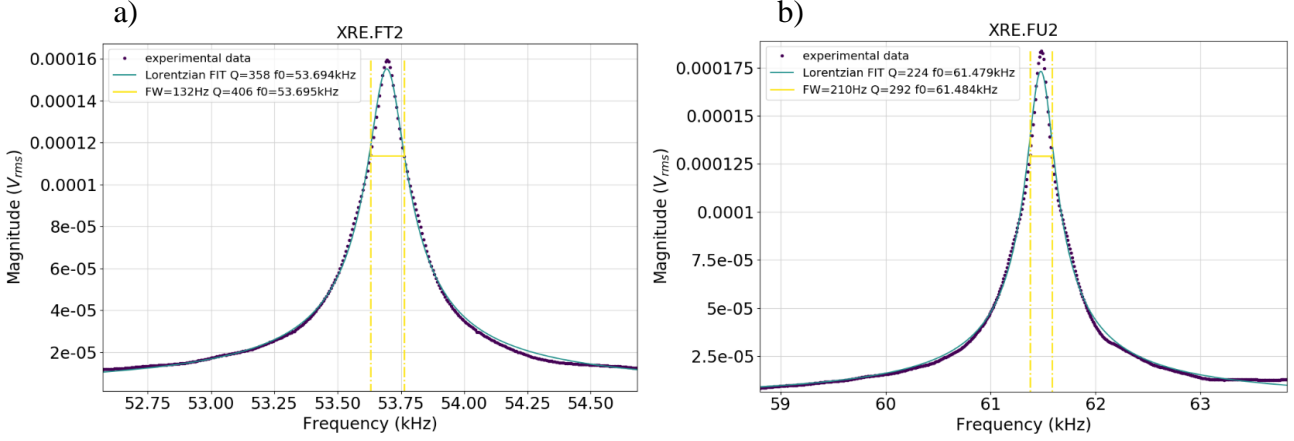 a)
XRE.FT2
0.00016
0.00014
0.00012
0.0001
8e-05
6e-05
4e-05
2e-05
Magnitude (Vrms)
experimental data
Lorentzian FIT Q=358 f0=53.694kHz
FW=132Hz Q=406 f0=53.695kHz
52.75 53.00 53.25 53.50 53.75 54.00 54.25 54.50
Frequency (kHz)
b)
XRE.FU2
0.000175
0.00015
0.000125
0.0001
7.5e-05
5e-05
2.5e-05
Magnitude (Vrms)
experimental data
Lorentzian FIT Q=224 f0=61.479kHz
FW=210Hz Q=292 f0=61.484kHz
59 60 61 62 63
Frequency (kHz)